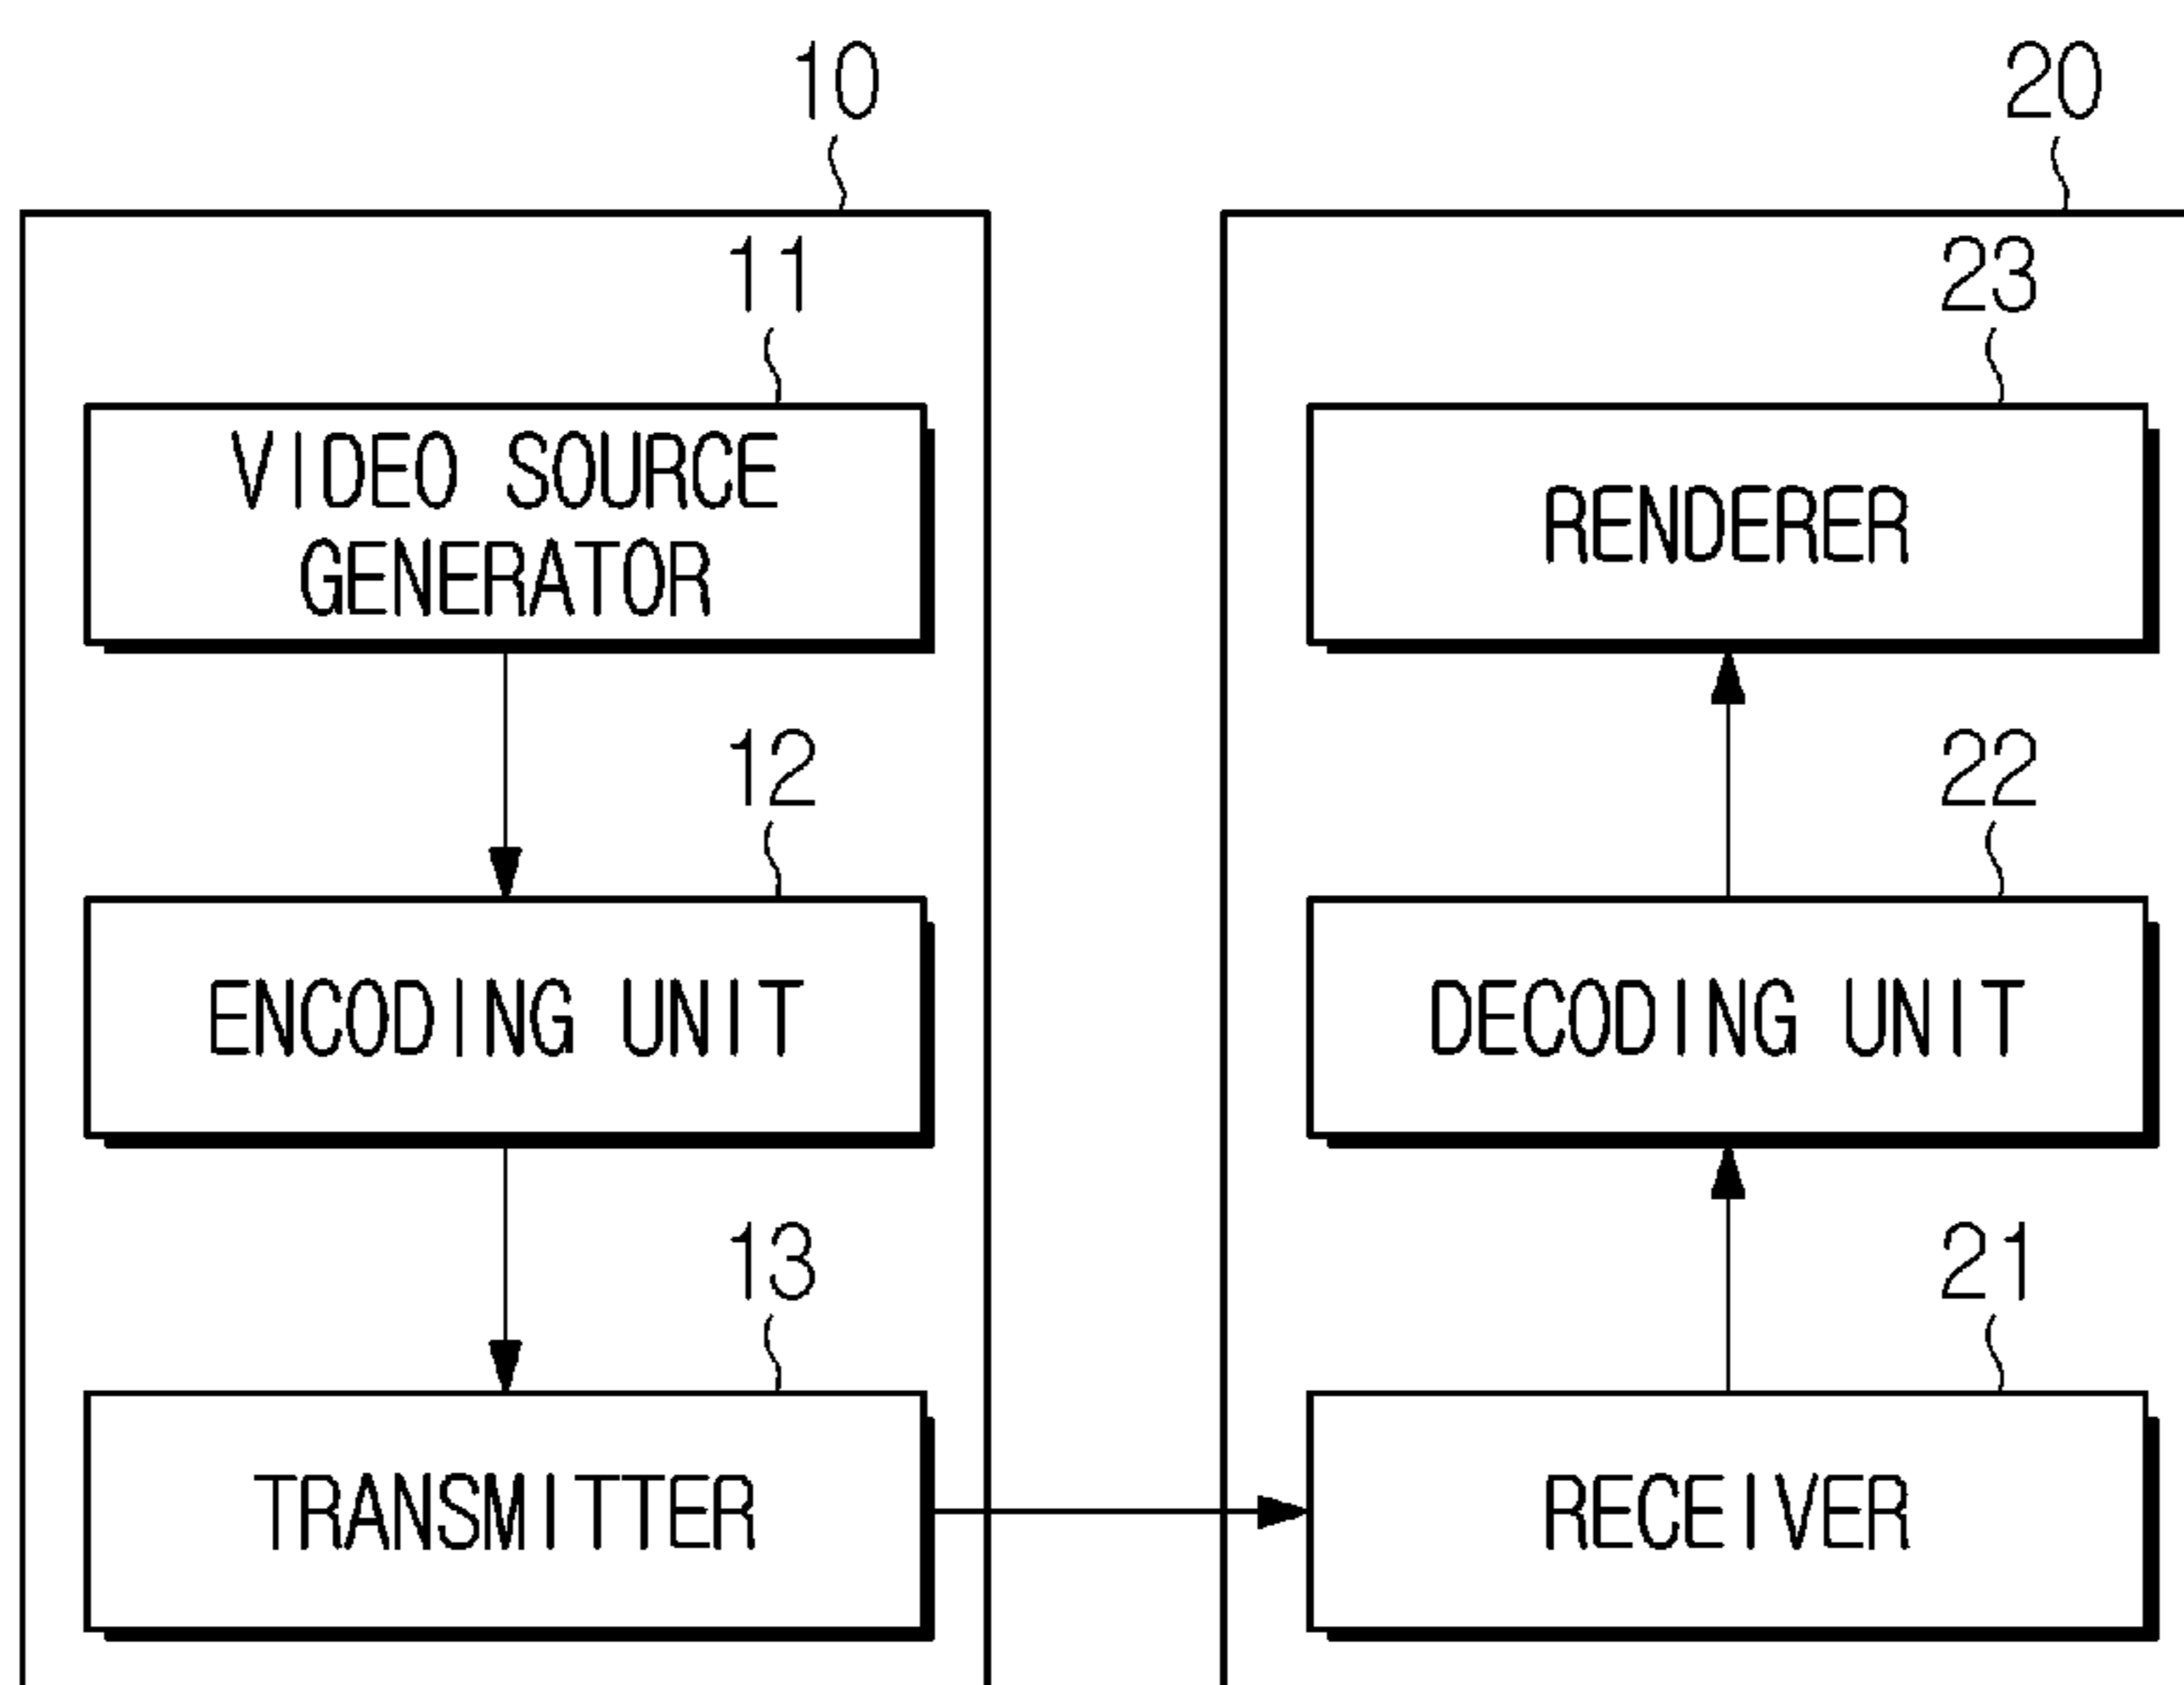 10
20
11
VIDEO SOURCE
GENERATOR
23
RENDERER
12
ENCODING UNIT
22
DECODING UNIT
13
TRANSMITTER
21
RECEIVER